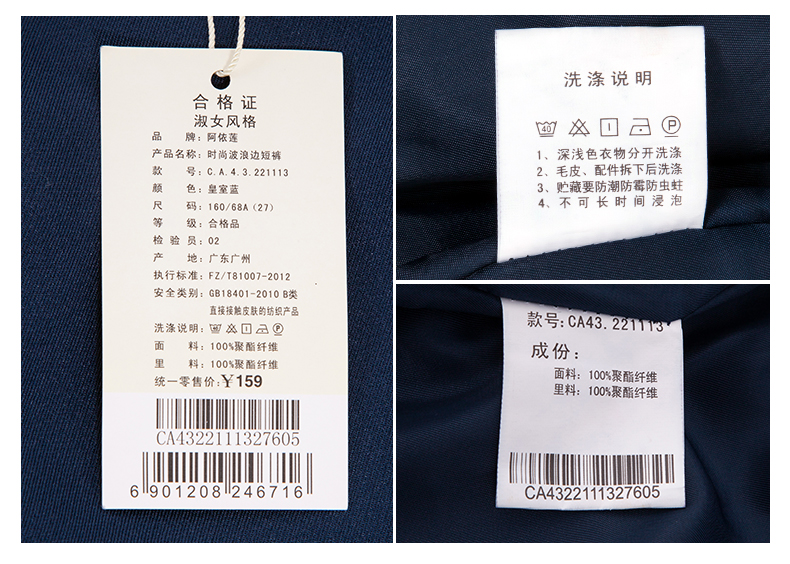 合格证
淑女风格
品 牌：阿依莲
产品名称：时尚波浪边短裤
款 号：C.A.4.3.221113
颜 色：皇室蓝
尺 码：160/68A（27）
等 级：合格品
检 验 员：02
产 地：广东广州
执行标准：FZ/T81007-2012
安全类别：GB18401-2010 B类
直接接触皮肤的纺织产品
洗涤说明：
面 料：100%聚酯纤维
里 料：100%聚酯纤维
统一零售价：￥159
CA4322111327605
6 901208 246716
洗涤说明
40 P
1、深浅色衣物分开洗涤
2、毛皮、配件拆下后洗涤
3、贮藏要防潮防霉防虫蛀
4、不可长时间浸泡
款号：CA43.221113
成份：
面料：100%聚酯纤维
里料：100%聚酯纤维
CA4322111327605